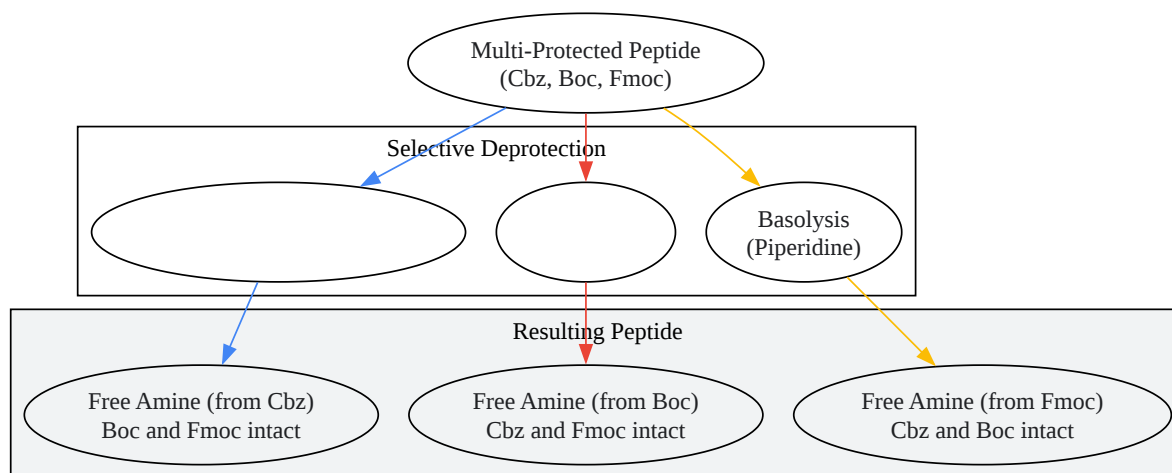 Multi-Protected Peptide
(Cbz, Boc, Fmoc)
Selective Deprotection
Basolysis
(Piperidine)
Resulting Peptide
Free Amine (from Cbz)
Boc and Fmoc intact
Free Amine (from Boc)
Cbz and Fmoc intact
Free Amine (from Fmoc)
Cbz and Boc intact